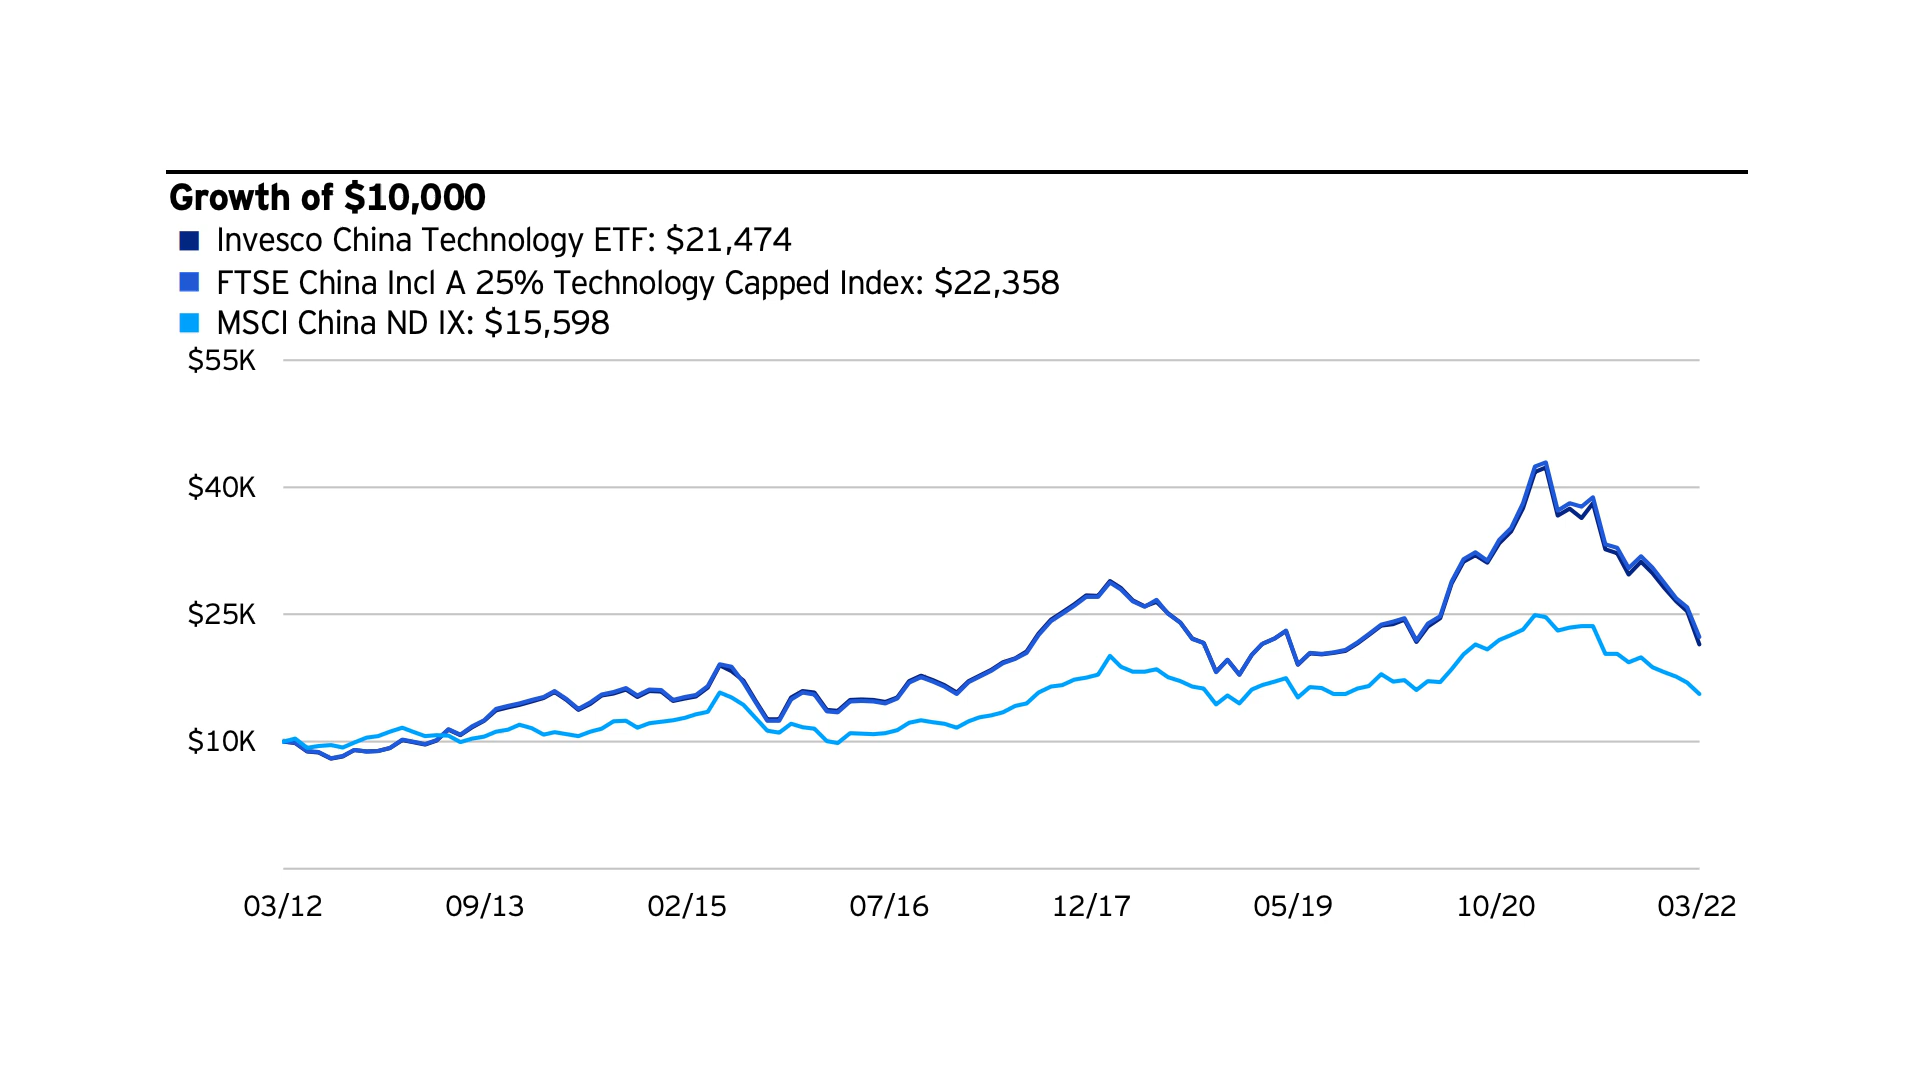 Growth of $10,000
Invesco China Technology ETF: $21,474
FTSE China Incl A 25% Technology Capped Index: $22,358
MSCI China ND IX: $15,598
$55K
$40K
$25K
$10K
03/12 09/13 02/15 07/16 12/17 05/19 10/20 03/22